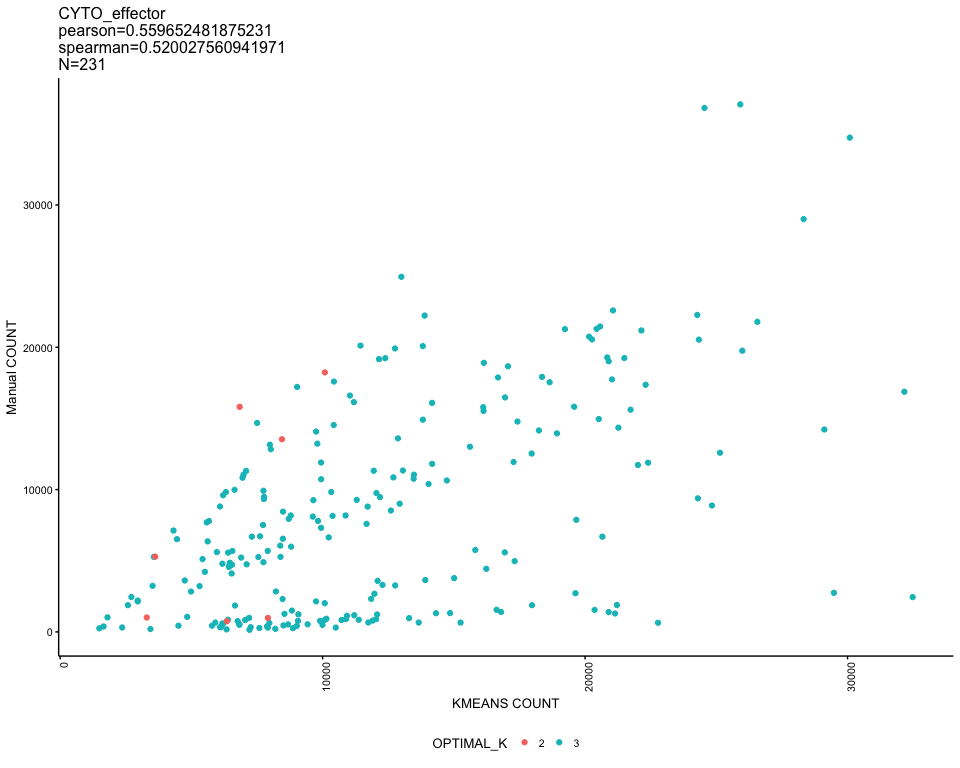 CYTO_effector
pearson=0.559652481875231
spearman=0.520027560941971
N=231
Manual COUNT
30000
20000
10000
0
0
10000
20000
30000
KMEANS COUNT
OPTIMAL_K 2 3